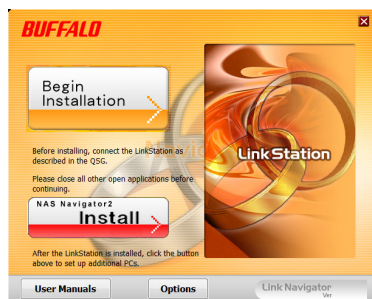 BUFFALO
Begin
Installation
Before installing, connect the LinkStation as
described in the QSG.
Please close all other open applications before
continuing.
NAS Navigator2
Install
After the LinkStation is installed, click the button
above to set up additional PCs.
LinkStation
User Manuals
Options
Link Navigator
Ver